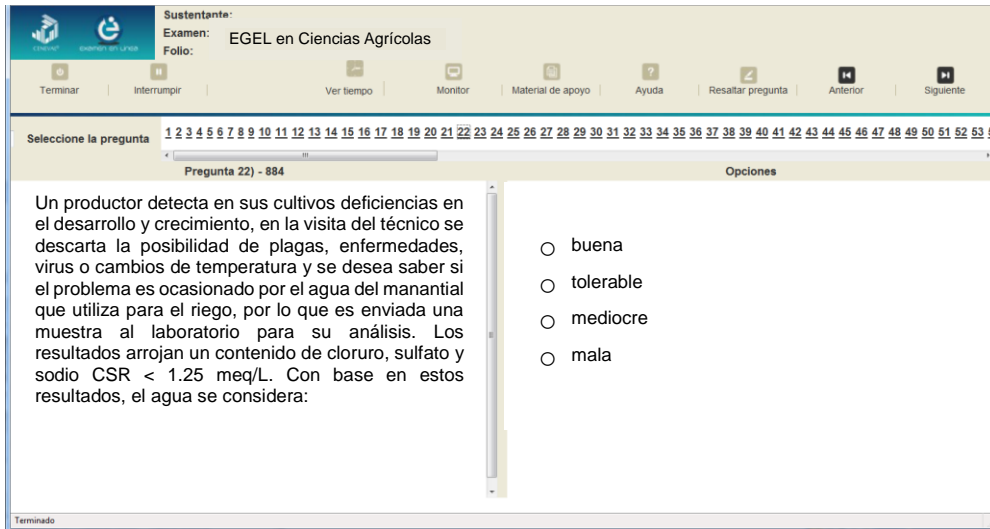 Sustentante:
Examen: EGEL en Ciencias Agrícolas
Folio:
CENEVAL®
examen en línea
Terminar
Interrumpir
Ver tiempo
Monitor
Material de apoyo
Ayuda
Resaltar pregunta
Anterior
Siguiente
Seleccione la pregunta
1 2 3 4 5 6 7 8 9 10 11 12 13 14 15 16 17 18 19 20 21 22 23 24 25 26 27 28 29 30 31 32 33 34 35 36 37 38 39 40 41 42 43 44 45 46 47 48 49 50 51 52 53
Pregunta 22) - 884
Opciones
Un productor detecta en sus cultivos deficiencias en
el desarrollo y crecimiento, en la visita del técnico se
descarta la posibilidad de plagas, enfermedades,
virus o cambios de temperatura y se desea saber si
el problema es ocasionado por el agua del manantial
que utiliza para el riego, por lo que es enviada una
muestra al laboratorio para su análisis. Los
resultados arrojan un contenido de cloruro, sulfato y
sodio CSR < 1.25 meq/L. Con base en estos
resultados, el agua se considera:
buena
tolerable
mediocre
mala
Terminado